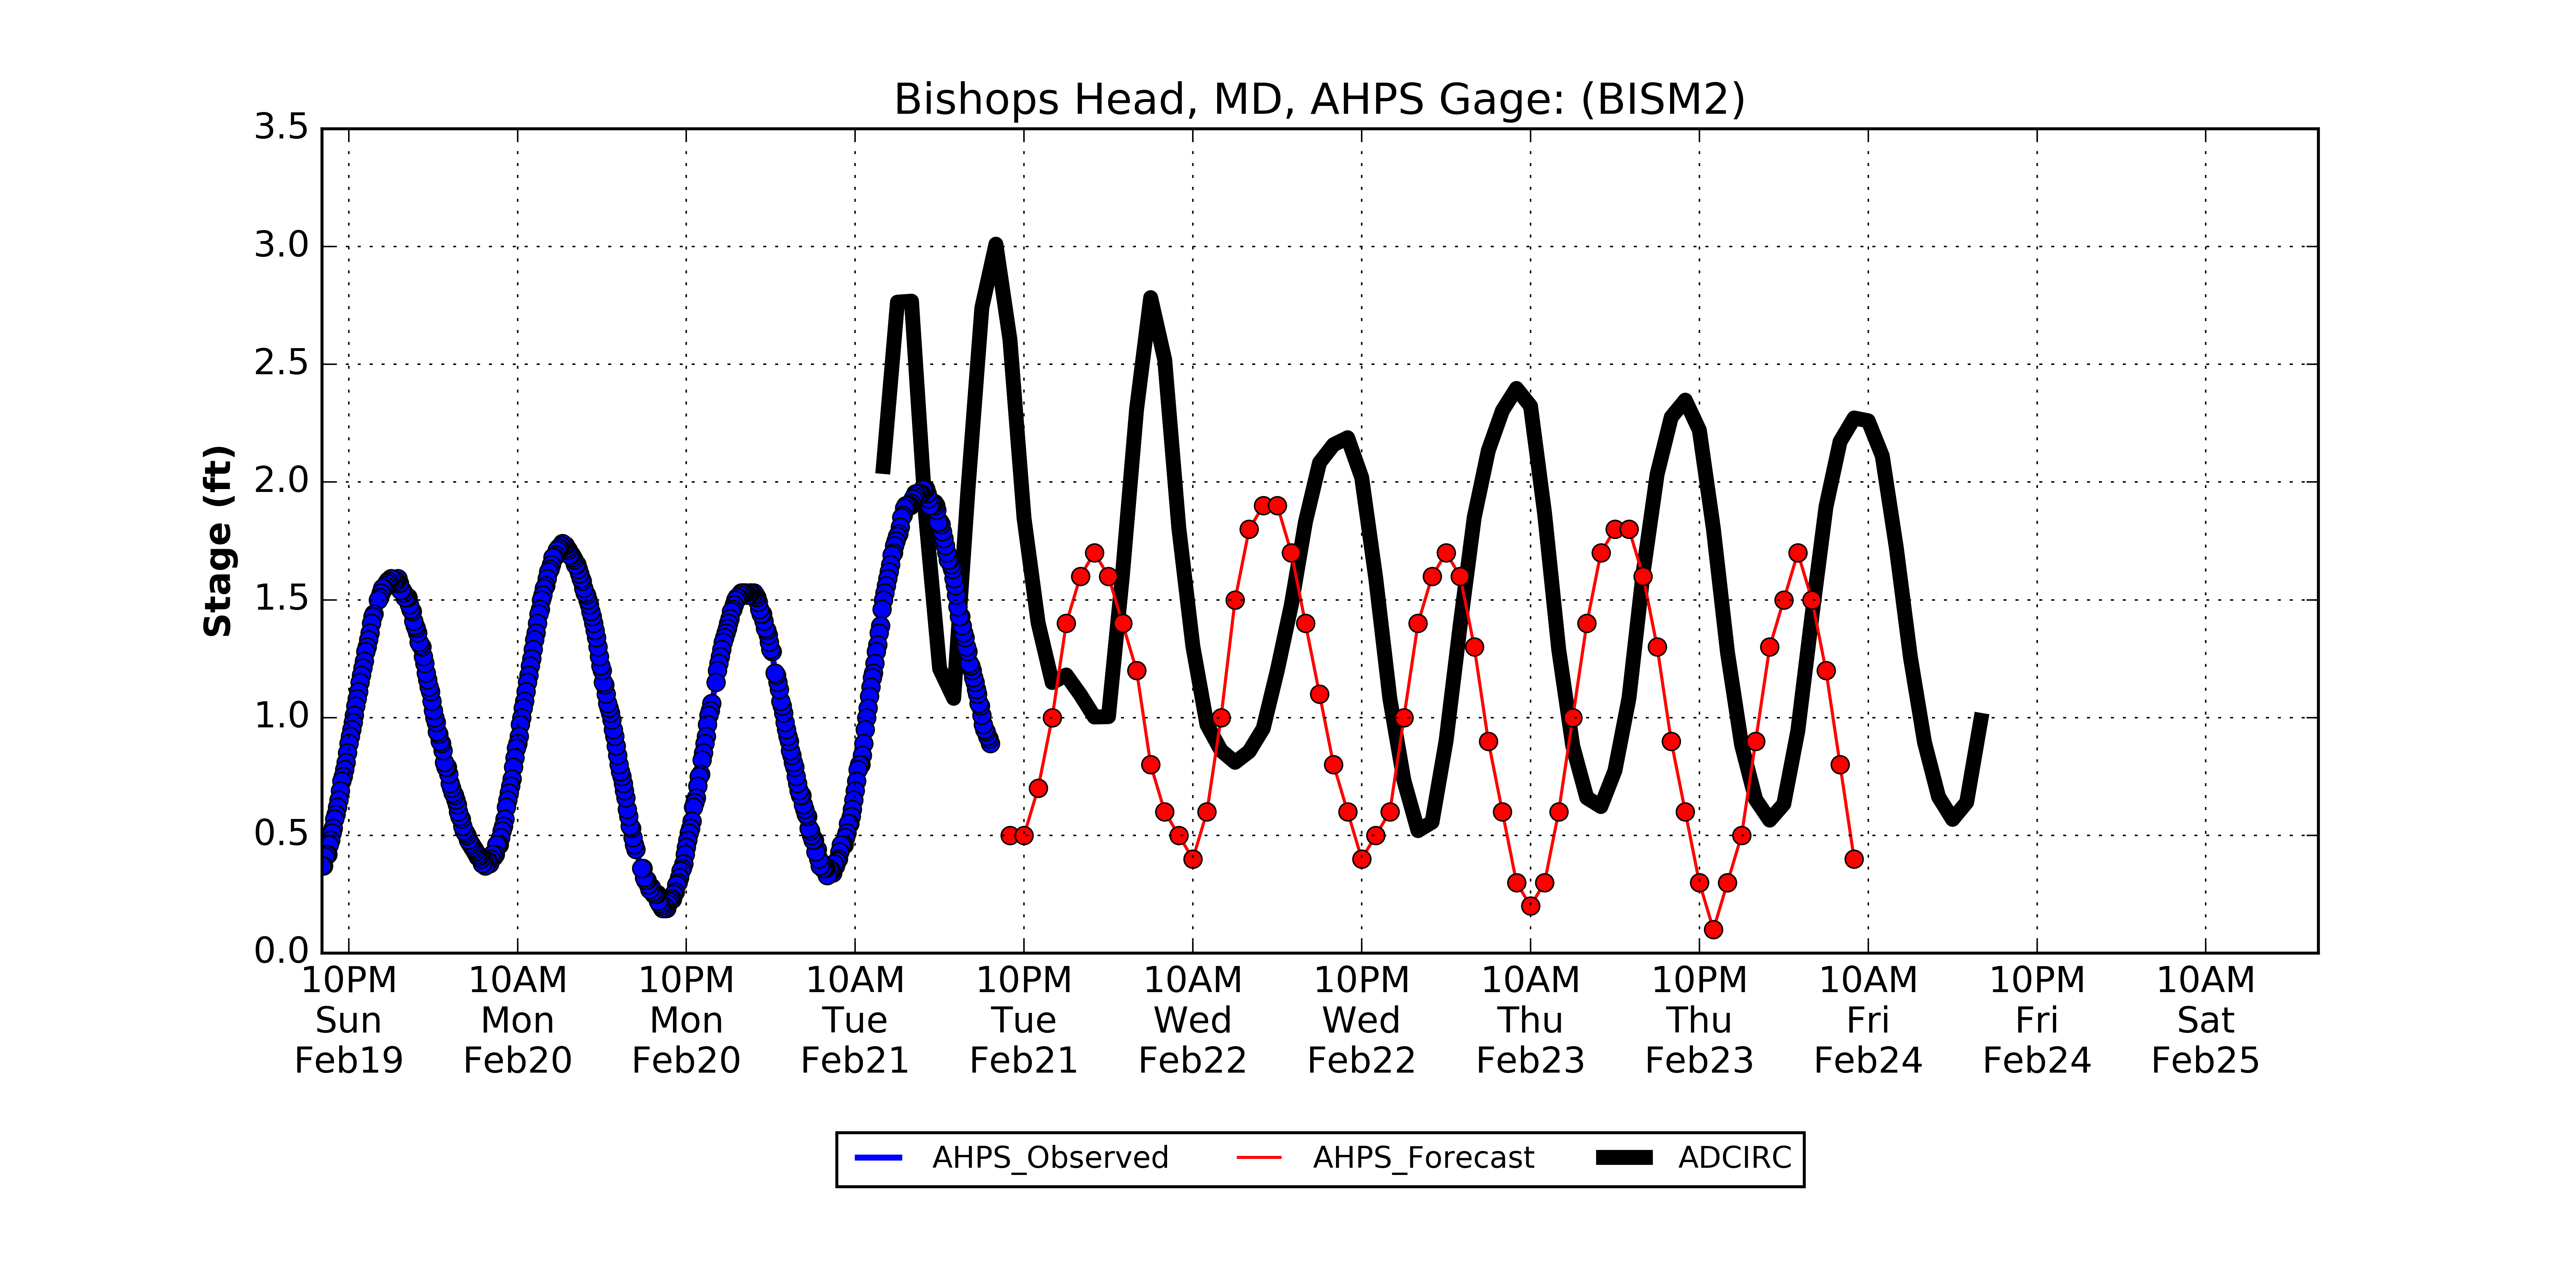 Bishops Head, MD, AHPS Gage: (BISM2)
Stage (ft)
3.5
3.0
2.5
2.0
1.5
1.0
0.5
0.0
10PM 10AM 10PM 10AM 10PM 10AM 10PM 10AM 10PM 10AM 10PM 10AM
Sun Mon Mon Tue Tue Wed Wed Thu Thu Fri Fri Sat
Feb19 Feb20 Feb20 Feb21 Feb21 Feb22 Feb22 Feb23 Feb23 Feb24 Feb24 Feb25
AHPS_Observed AHPS_Forecast ADCIRC